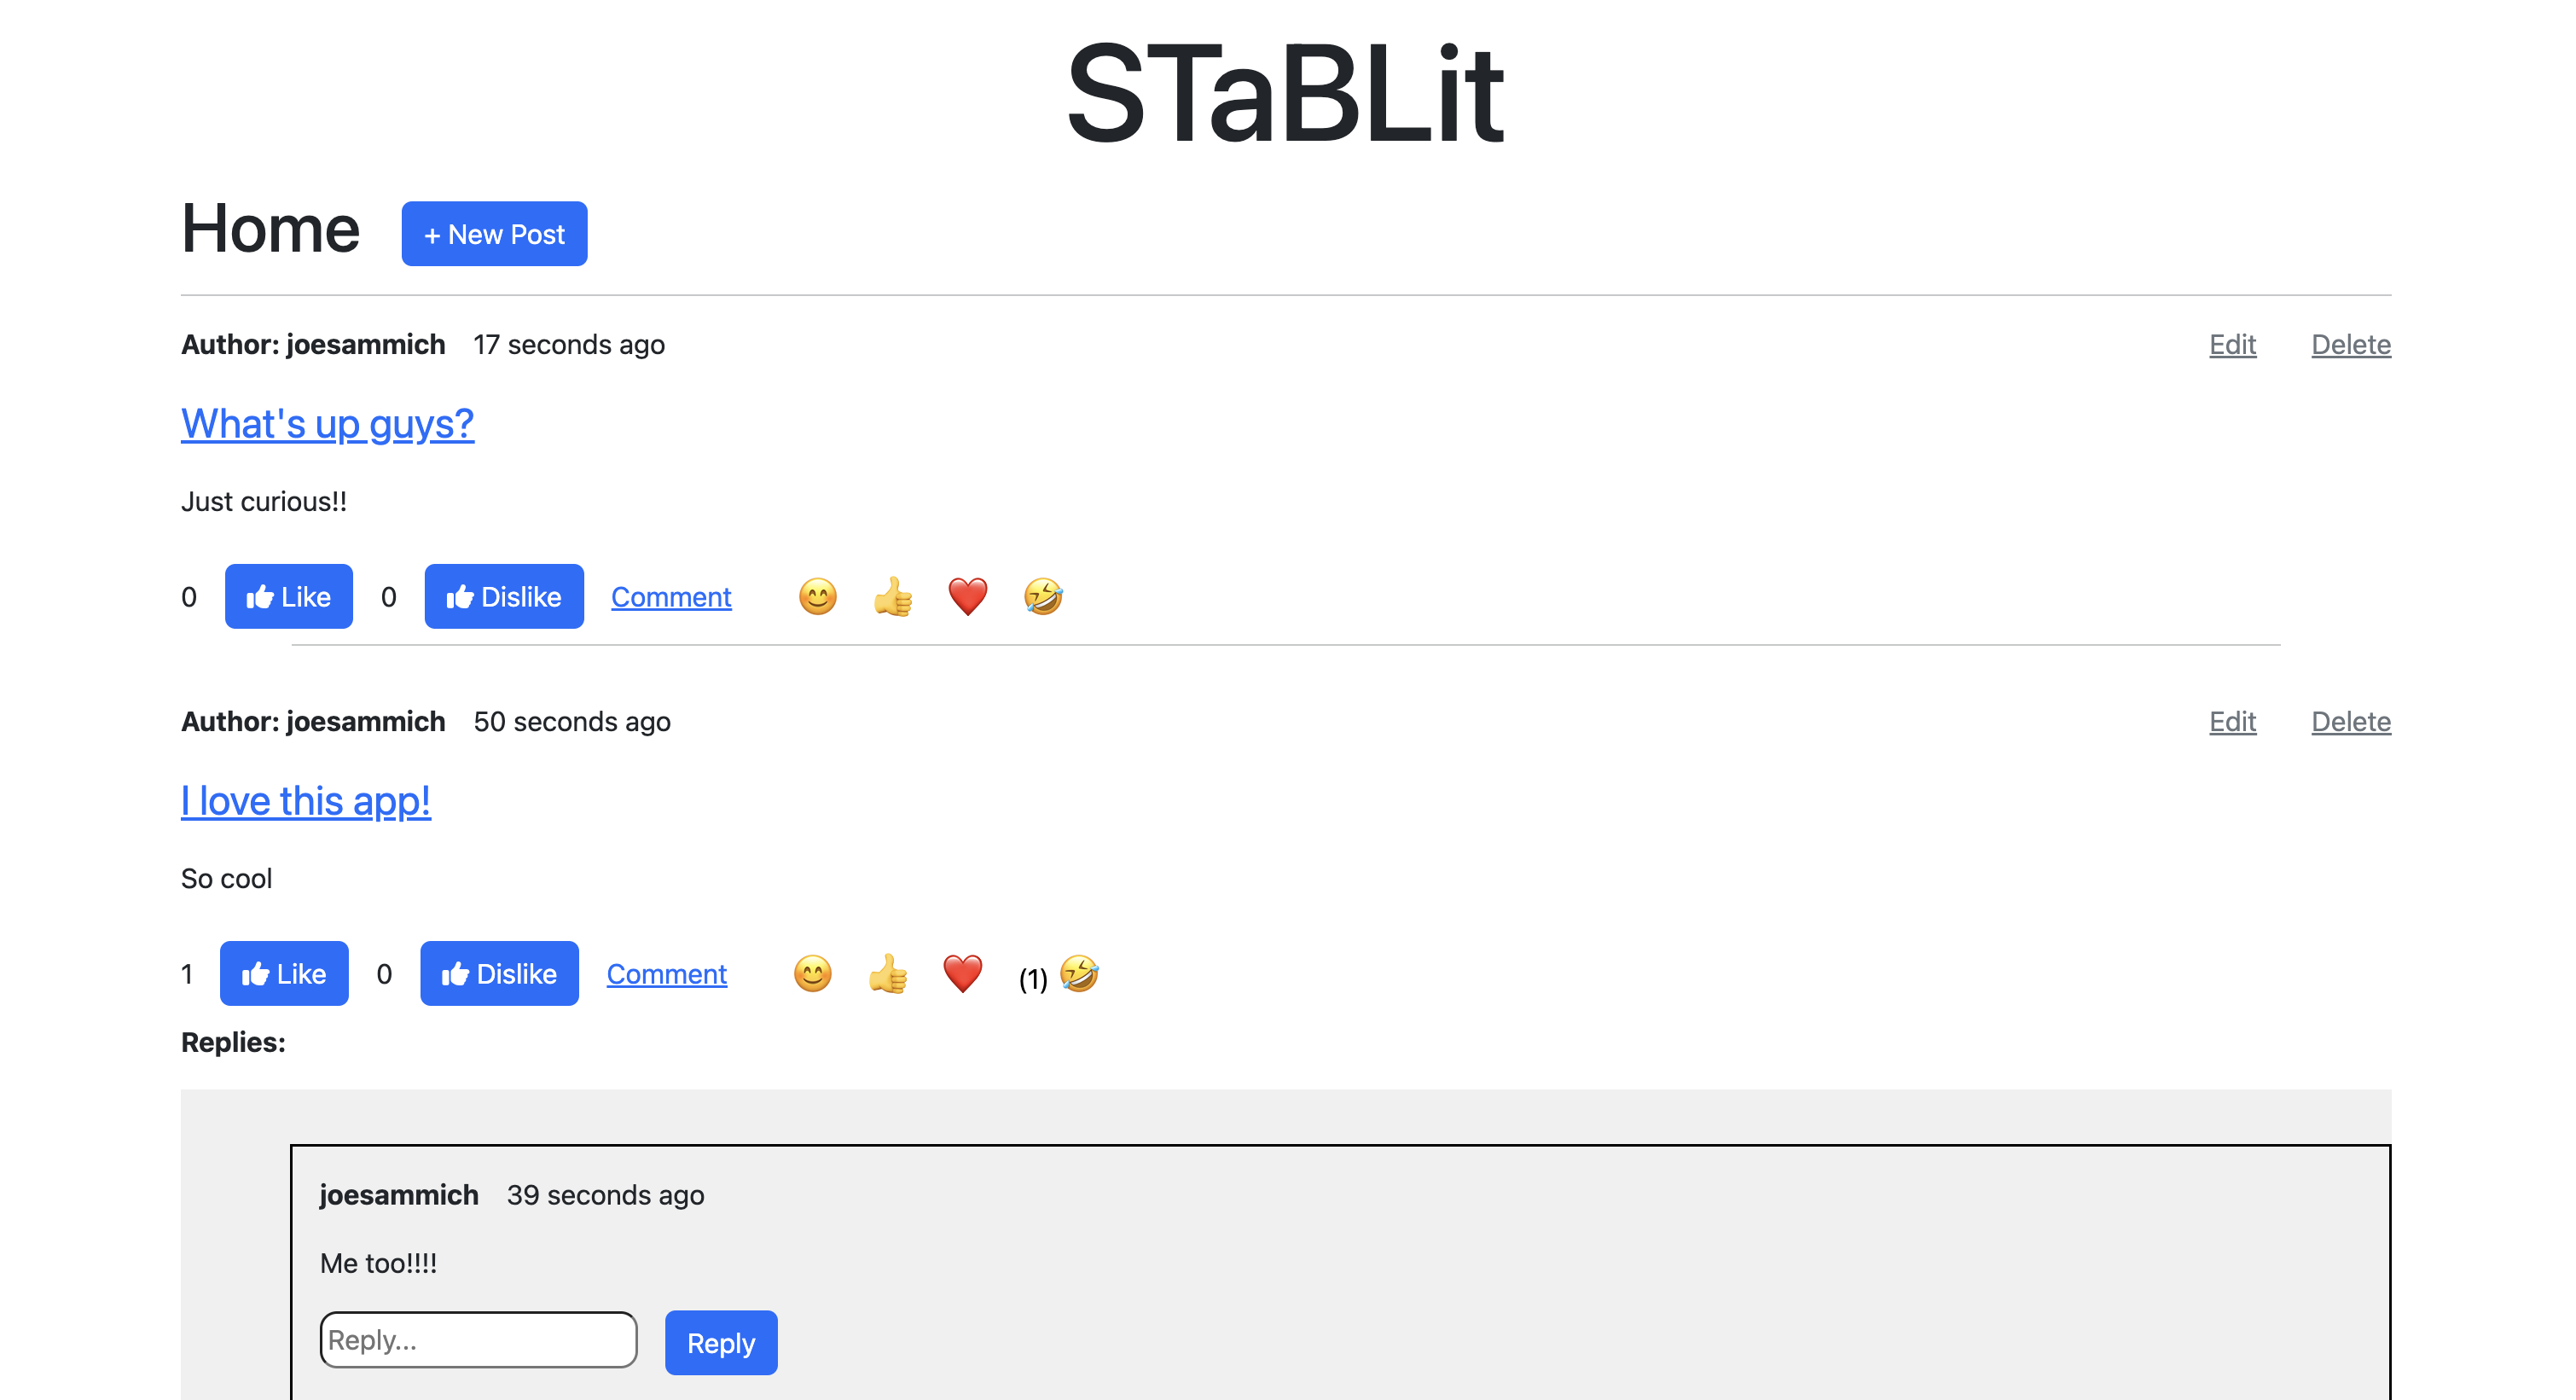 STaBLit
Home + New Post
Author: joesammich 17 seconds ago Edit Delete
What's up guys?
Just curious!!
0 Like 0 Dislike Comment 😊 👍 ❤️ 🤣
Author: joesammich 50 seconds ago Edit Delete
I love this app!
So cool
1 Like 0 Dislike Comment 😊 👍 ❤️ (1) 🤣
Replies:
joesammich 39 seconds ago
Me too!!!!
Reply... Reply